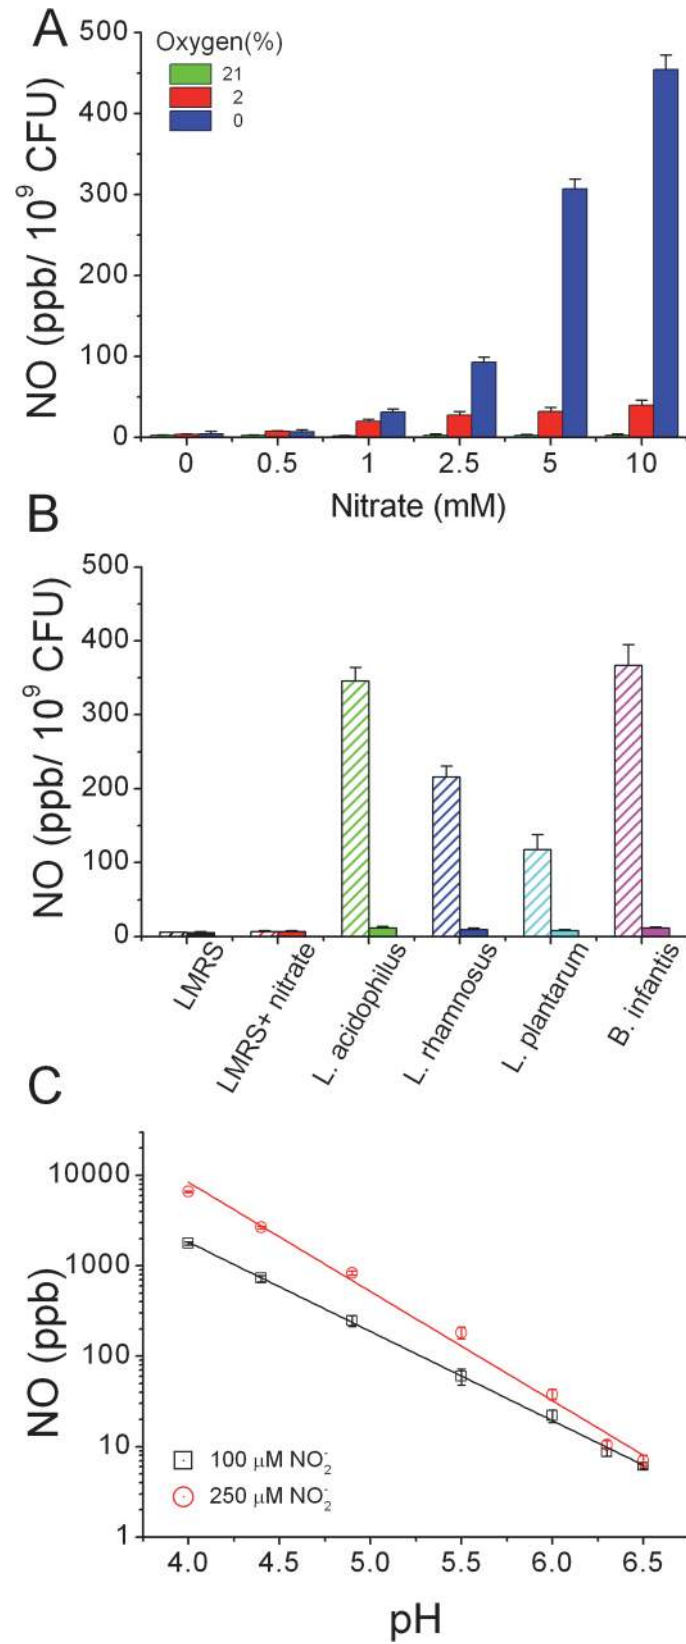 A
Oxygen(%)
21
2
0
500
400
300
200
100
0
NO (ppb/ 10⁹ CFU)
0 0.5 1 2.5 5 10
Nitrate (mM)
B
500
400
300
200
100
0
NO (ppb/ 10⁹ CFU)
LMRS
LMRS+ nitrate
L. acidophilus
L. rhamnosus
L. plantarum
B. infantis
C
10000
1000
100
10
1
NO (ppb)
100 μM NO₂⁻
250 μM NO₂⁻
4.0 4.5 5.0 5.5 6.0 6.5
pH